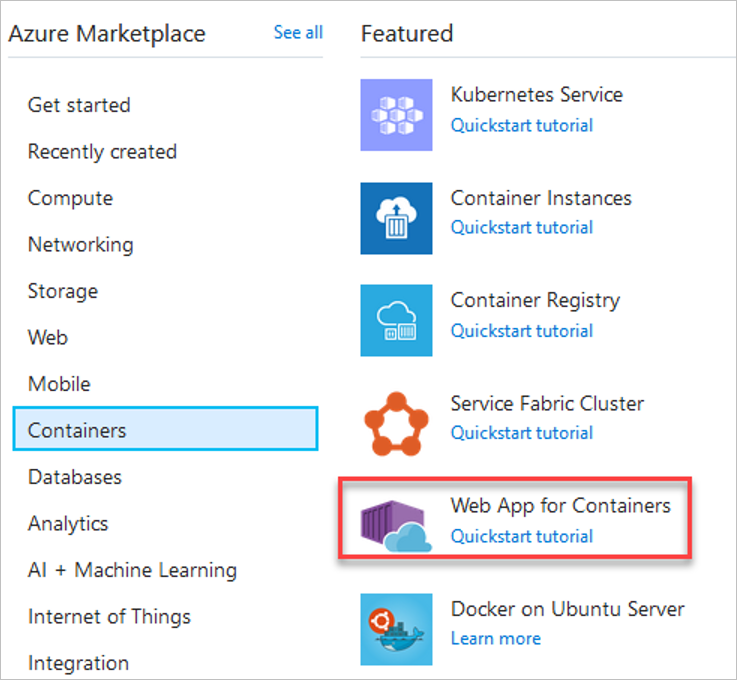 Azure Marketplace
See all
Get started
Recently created
Compute
Networking
Storage
Web
Mobile
Containers
Databases
Analytics
AI + Machine Learning
Internet of Things
Integration
Featured
Kubernetes Service
Quickstart tutorial
Container Instances
Quickstart tutorial
Container Registry
Quickstart tutorial
Service Fabric Cluster
Quickstart tutorial
Web App for Containers
Quickstart tutorial
Docker on Ubuntu Server
Learn more